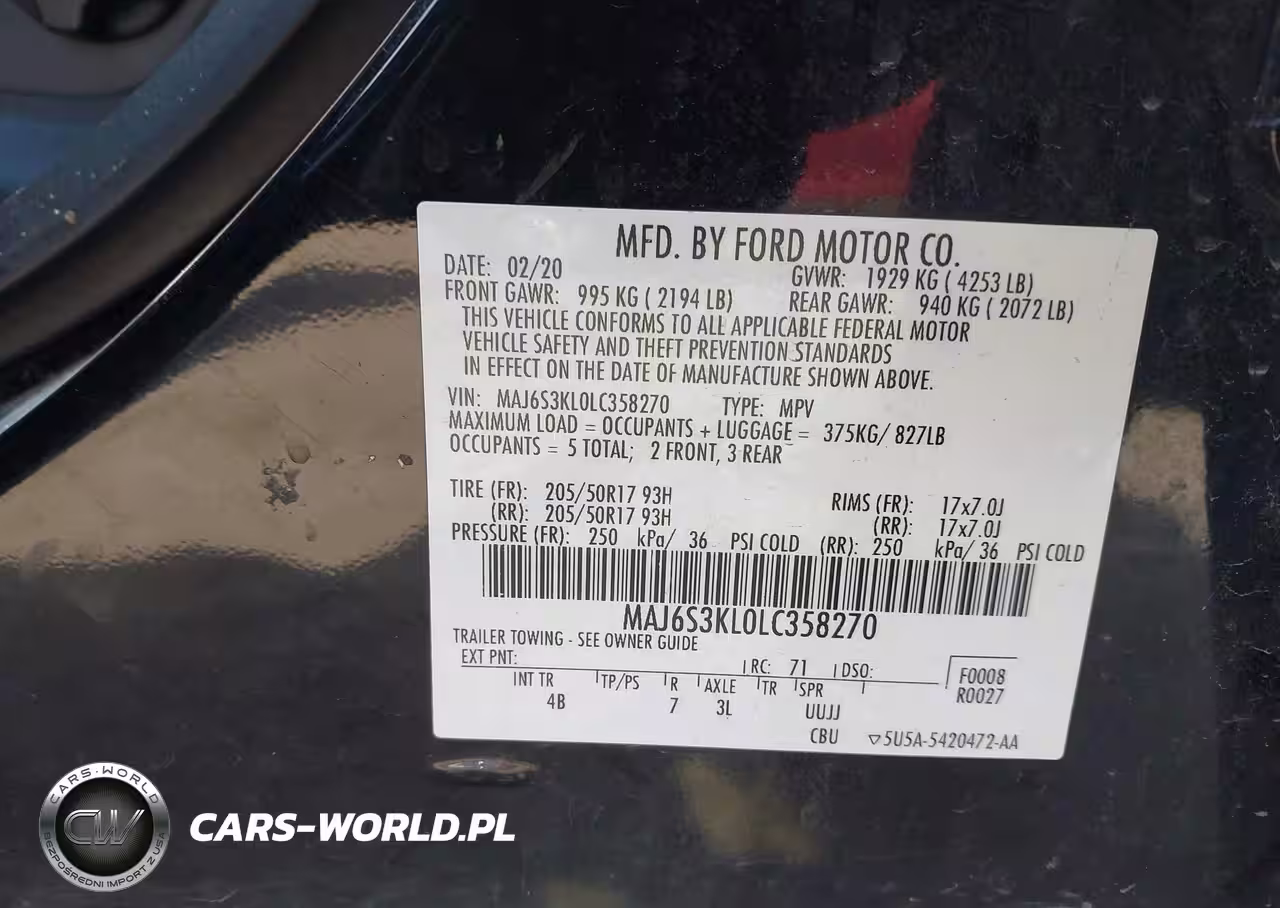 MFD. BY FORD MOTOR CO.
DATE: 02/20 GVWR: 1929 KG ( 4253 LB)
FRONT GAWR: 995 KG ( 2194 LB) REAR GAWR: 940 KG ( 2072 LB)
THIS VEHICLE CONFORMS TO ALL APPLICABLE FEDERAL MOTOR
VEHICLE SAFETY AND THEFT PREVENTION STANDARDS
IN EFFECT ON THE DATE OF MANUFACTURE SHOWN ABOVE.
VIN: MAJ6S3KL0LC358270 TYPE: MPV
MAXIMUM LOAD = OCCUPANTS + LUGGAGE = 375KG/ 827LB
OCCUPANTS = 5 TOTAL; 2 FRONT, 3 REAR
TIRE (FR): 205/50R17 93H RIMS (FR): 17x7.0J
(RR): 205/50R17 93H (RR): 17x7.0J
PRESSURE (FR): 250 kPa/ 36 PSI COLD (RR): 250 kPa/ 36 PSI COLD
MAJ6S3KL0LC358270
TRAILER TOWING - SEE OWNER GUIDE
EXT PNT: RC: 71 DSO: F0008
R0027
INT TR TP/PS R AXLE TR SPR
4B 7 3L UUJJ
CBU ▽5U5A-5420472-AA
CARS-WORLD
CW
BEZPOŚREDNI IMPORT Z USA
CARS-WORLD.PL